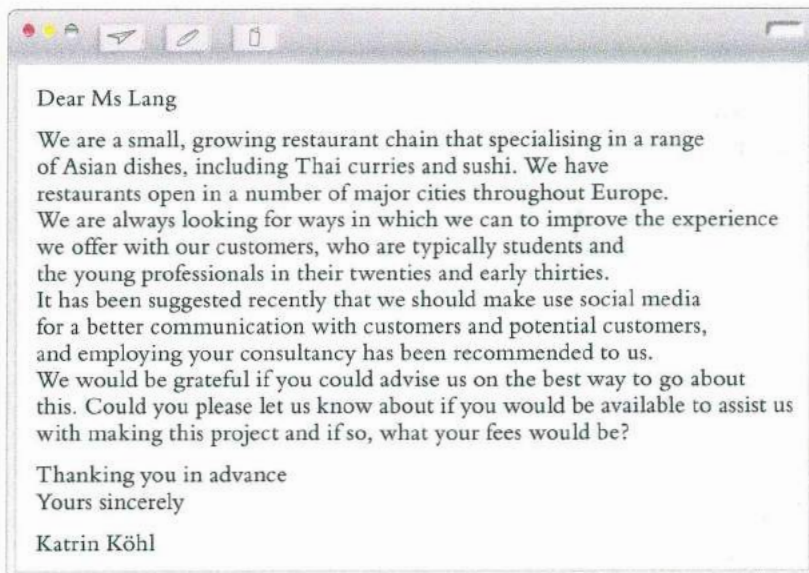 Dear Ms Lang
We are a small, growing restaurant chain that specialising in a range
of Asian dishes, including Thai curries and sushi. We have
restaurants open in a number of major cities throughout Europe.
We are always looking for ways in which we can to improve the experience
we offer with our customers, who are typically students and
the young professionals in their twenties and early thirties.
It has been suggested recently that we should make use social media
for a better communication with customers and potential customers,
and employing your consultancy has been recommended to us.
We would be grateful if you could advise us on the best way to go about
this. Could you please let us know about if you would be available to assist us
with making this project and if so, what your fees would be?
Thanking you in advance
Yours sincerely
Katrin Köhl